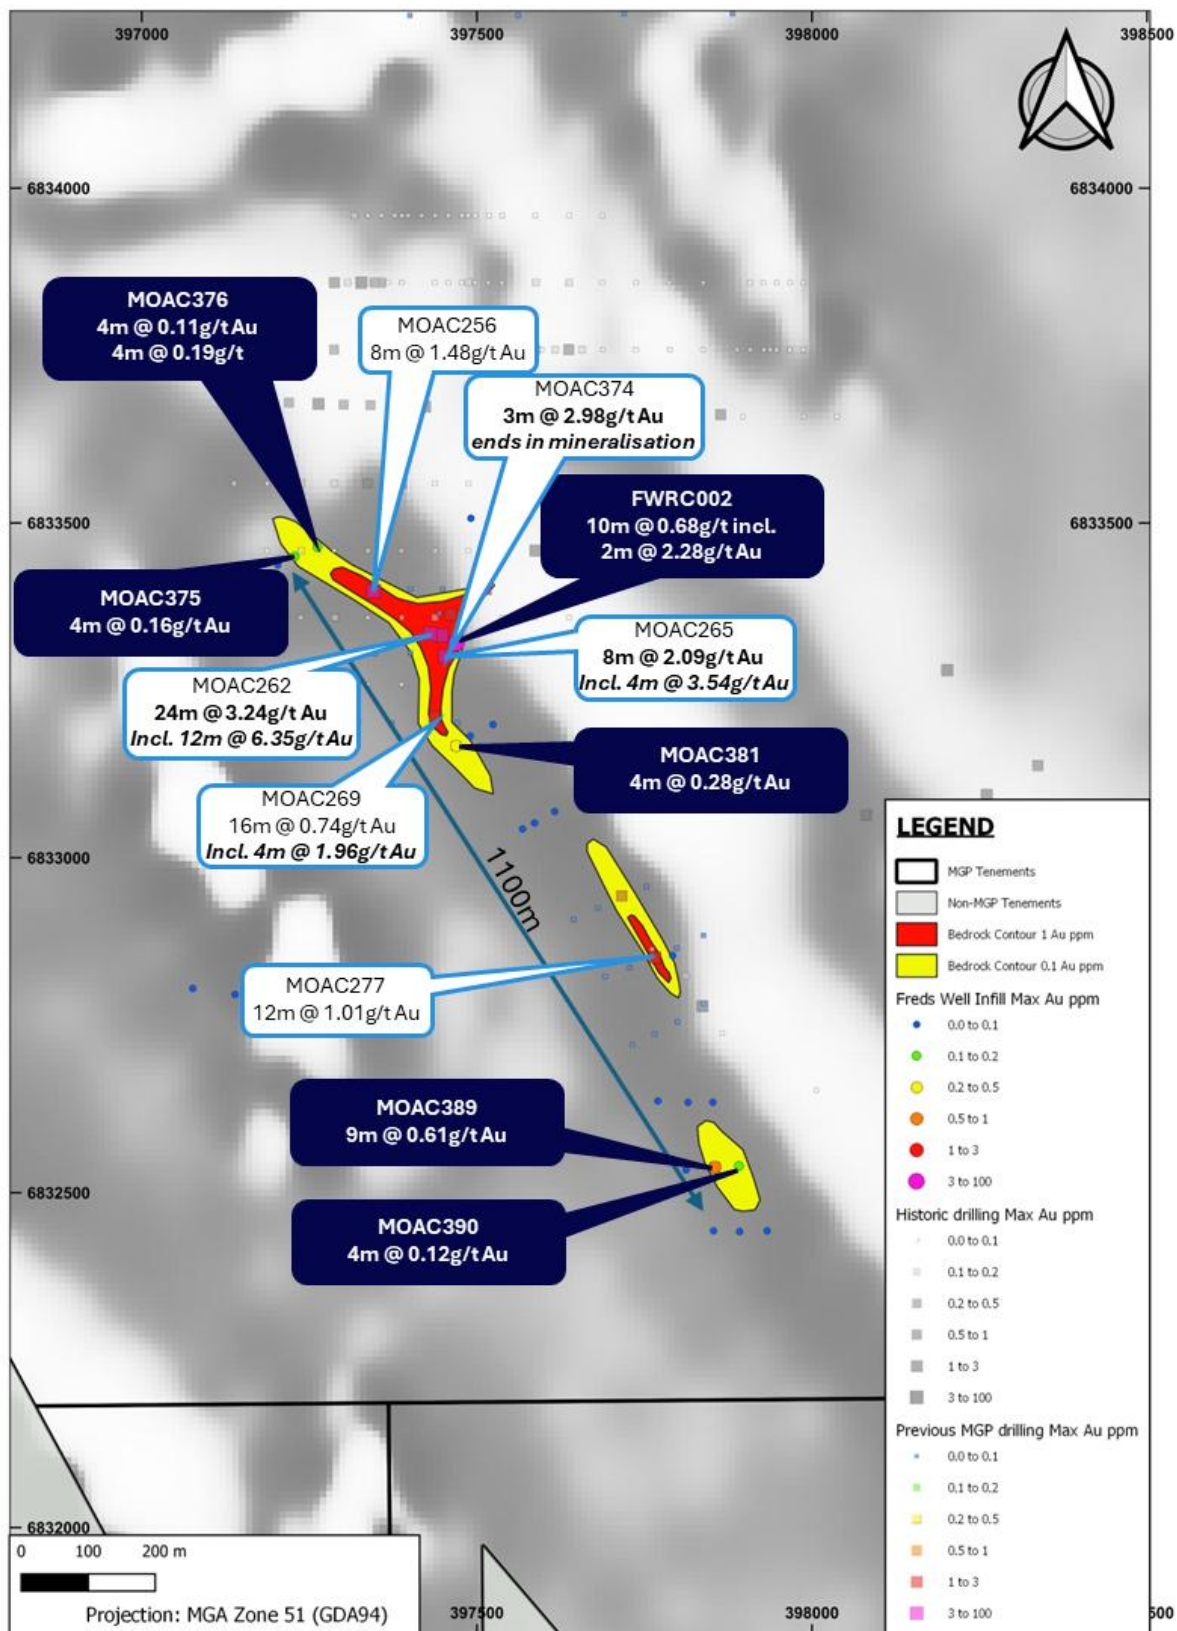 397000
397500
398000
398500
6834000
6834000
MOAC376
4m @ 0.11g/t Au
4m @ 0.19g/t
MOAC256
8m @ 1.48g/t Au
MOAC374
3m @ 2.98g/t Au
ends in mineralisation
FWRC002
10m @ 0.68g/t incl.
2m @ 2.28g/t Au
6833500
6833500
MOAC375
4m @ 0.16g/t Au
MOAC265
8m @ 2.09g/t Au
Incl. 4m @ 3.54g/t Au
MOAC262
24m @ 3.24g/t Au
Incl. 12m @ 6.35g/t Au
MOAC381
4m @ 0.28g/t Au
MOAC269
16m @ 0.74g/t Au
Incl. 4m @ 1.96g/t Au
6833000
1100m
MOAC277
12m @ 1.01g/t Au
MOAC389
9m @ 0.61g/t Au
6832500
MOAC390
4m @ 0.12g/t Au
6832000
LEGEND
MGP Tenements
Non-MGP Tenements
Bedrock Contour 1 Au ppm
Bedrock Contour 0.1 Au ppm
Freds Well Infill Max Au ppm
0.0 to 0.1
0.1 to 0.2
0.2 to 0.5
0.5 to 1
1 to 3
3 to 100
Historic drilling Max Au ppm
0.0 to 0.1
0.1 to 0.2
0.2 to 0.5
0.5 to 1
1 to 3
3 to 100
Previous MGP drilling Max Au ppm
0.0 to 0.1
0.1 to 0.2
0.2 to 0.5
0.5 to 1
1 to 3
3 to 100
0 100 200 m
Projection: MGA Zone 51 (GDA94)
397500
398000
500